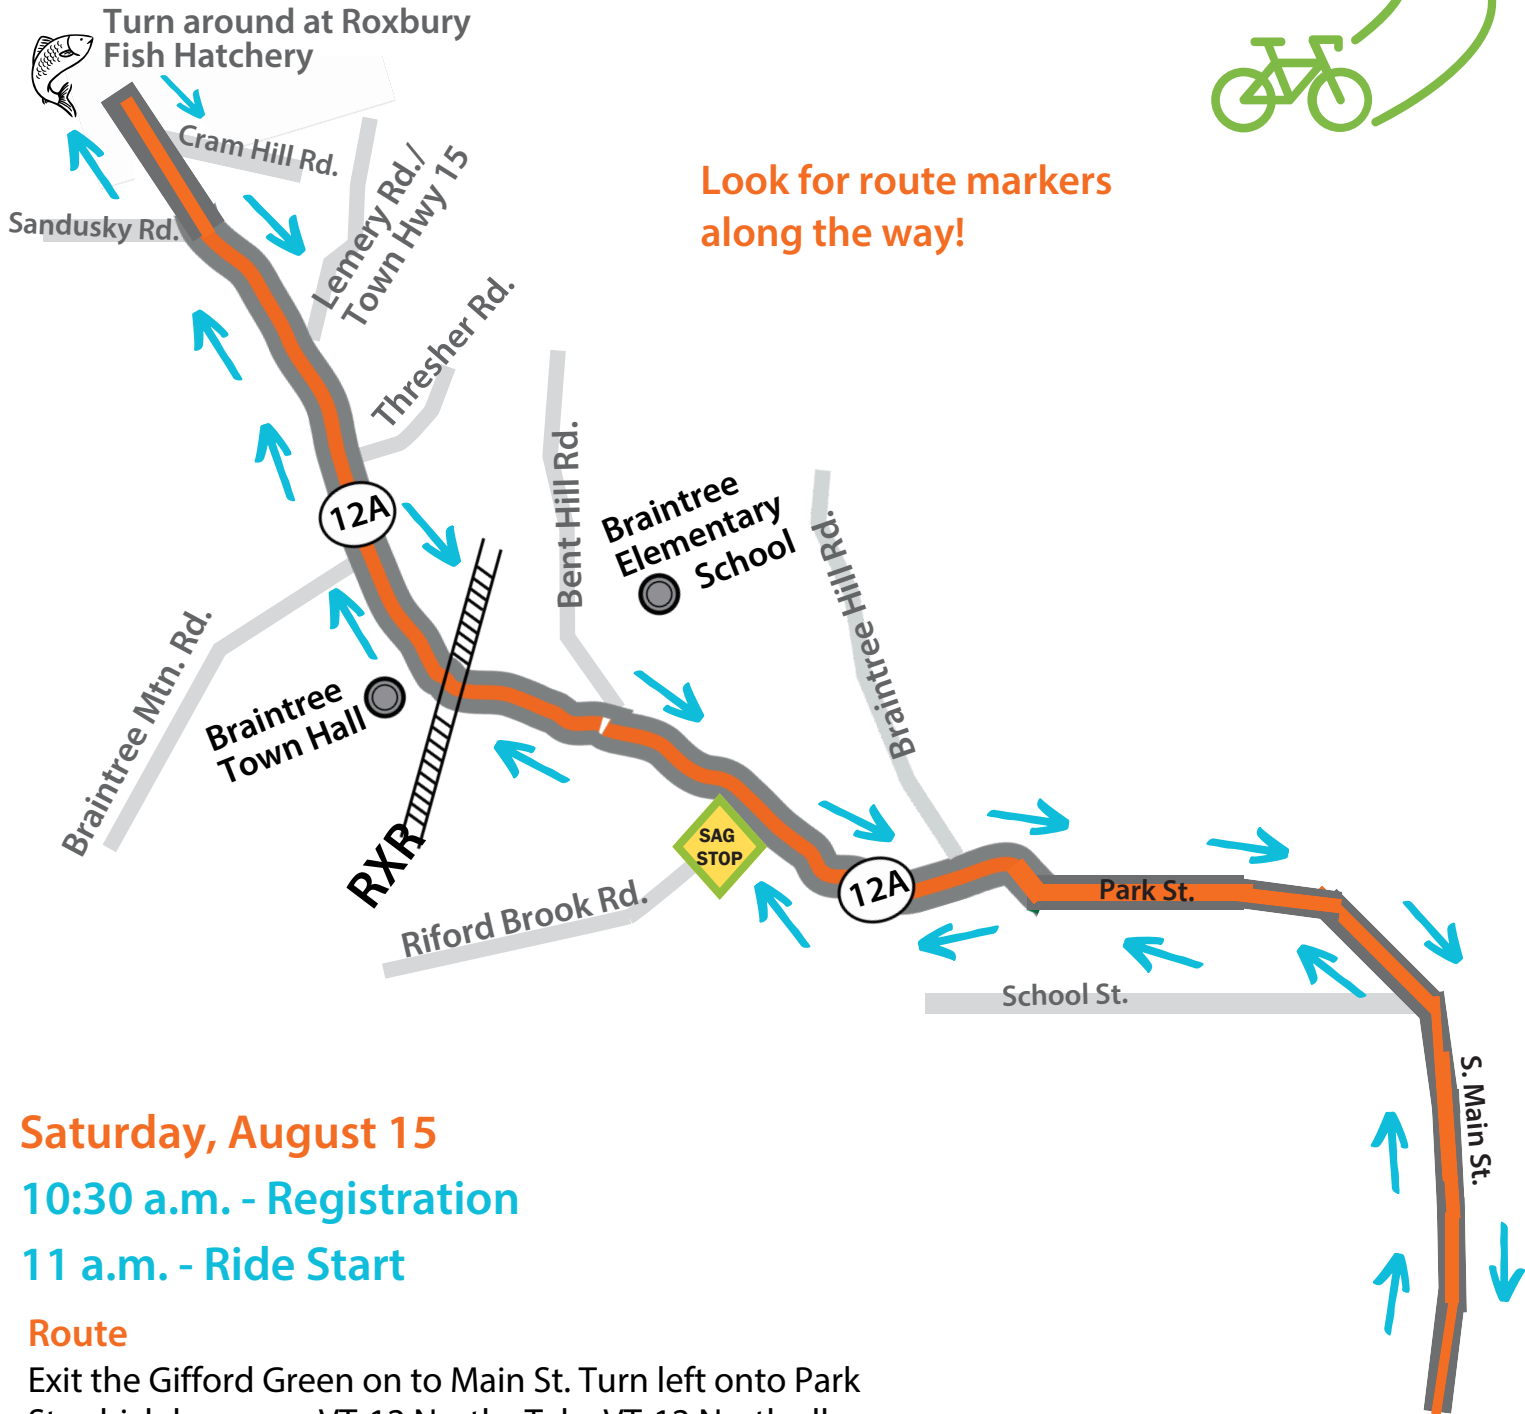 Turn around at Roxbury
Fish Hatchery
Cram Hill Rd.
Sandusky Rd.
Lemery Rd./
Town Hwy 15
Look for route markers
along the way!
Thresher Rd.
12A
Bent Hill Rd.
Braintree
Elementary
School
Braintree Hill Rd.
Braintree Mtn. Rd.
Braintree
Town Hall
RXR
SAG
STOP
12A
Park St.
Riford Brook Rd.
School St.
S. Main St.
Saturday, August 15
10:30 a.m. - Registration
11 a.m. - Ride Start
Route
Exit the Gifford Green on to Main St. Turn left onto Park